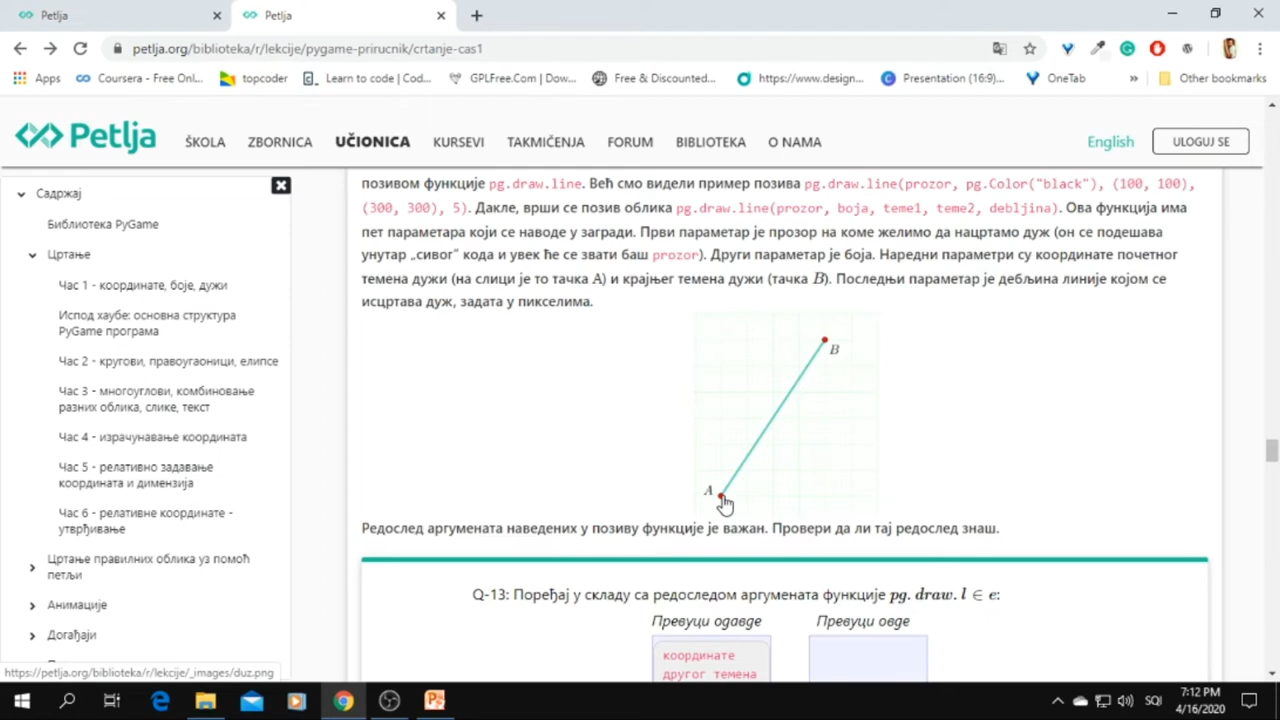 Petlja
Petlja
petlja.org/biblioteka/r/lekcije/pygame-prirucnik/crtanje-cas1
Apps
Coursera - Free Onl...
topcoder
Learn to code | Cod...
GPLFree.Com | Dow...
Free & Discounted...
https://www.design...
Presentation (16:9)...
OneTab
»
Other bookmarks
Petlja
ŠKOLA
ZBORNICA
UČIONICA
KURSEVI
TAKMIČENJA
FORUM
BIBLIOTEKA
O NAMA
English
ULOGUJ SE
Садржај
Библиотека PyGame
Цртање
Час 1 - координате, боје, дужи
Испод хаубе: основна структура
PyGame програма
Час 2 - кругови, правоугаоници, елипсе
Час 3 - многоуглови, комбиновање
разних облика, слике, текст
Час 4 - израчунавање координата
Час 5 - релативно задавање
координата и димензија
Час 6 - релативне координате -
утврђивање
Цртање правилних облика уз помоћ
петљи
Анимације
Догађаји
https://petlja.org/biblioteka/r/lekcije/_images/duz.png
позивом функције pg.draw.line. Већ смо видели пример позива pg.draw.line(prozor, pg.Color("black"), (100, 100),
(300, 300), 5). Дакле, врши се позив облика pg.draw.line(prozor, boja, teme1, teme2, debljina). Ова функција има
пет параметара који се наводе у загради. Први параметар је прозор на коме желимо да нацртамо дуж (он се подешава
унутар „сивог“ кода и увек ће се звати баш prozor). Други параметар је боја. Наредни параметри су координате почетног
темена дужи (на слици је то тачка A) и крајњег темена дужи (тачка B). Последњи параметар је дебљина линије којом се
исцртава дуж, задата у пикселима.
B
A
Редослед аргумената наведених у позиву функције је важан. Провери да ли тај редослед знаш.
Q-13: Поређај у складу са редоследом аргумената функције pg. draw. l ∈ e:
Превуци одавде
Превуци овде
координате
другог темена
SQI
7:12 PM
4/16/2020